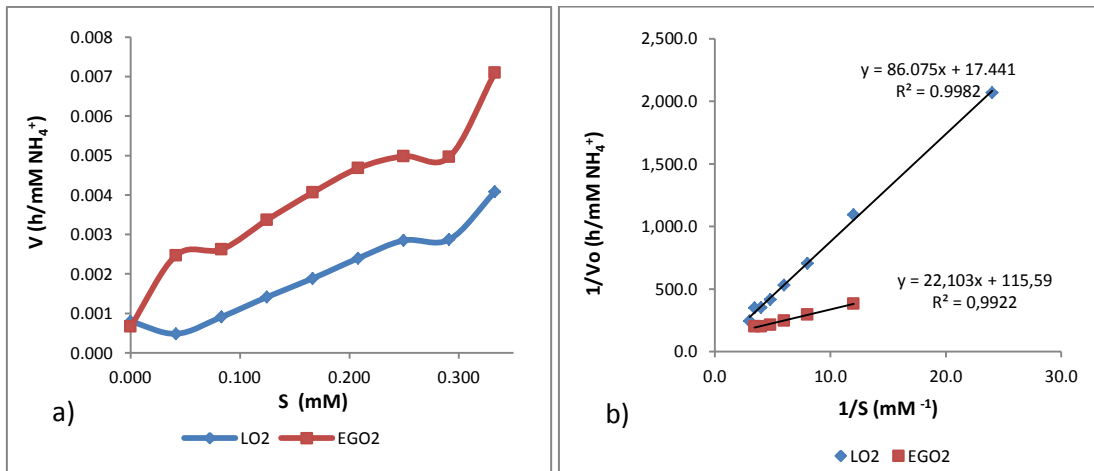 0.008
0.007
0.006
0.005
0.004
0.003
0.002
0.001
0.000
V (h/mM NH₄⁺)
0.000 0.100 0.200 0.300
S (mM)
a)
LO2 EGO2
2,500.0
2,000.0
1,500.0
1,000.0
500.0
0.0
1/Vo (h/mM NH₄⁺)
y = 86.075x + 17.441
R² = 0.9982
y = 22,103x + 115,59
R² = 0,9922
0.0 10.0 20.0 30.0
1/S (mM ⁻¹)
b)
LO2 EGO2